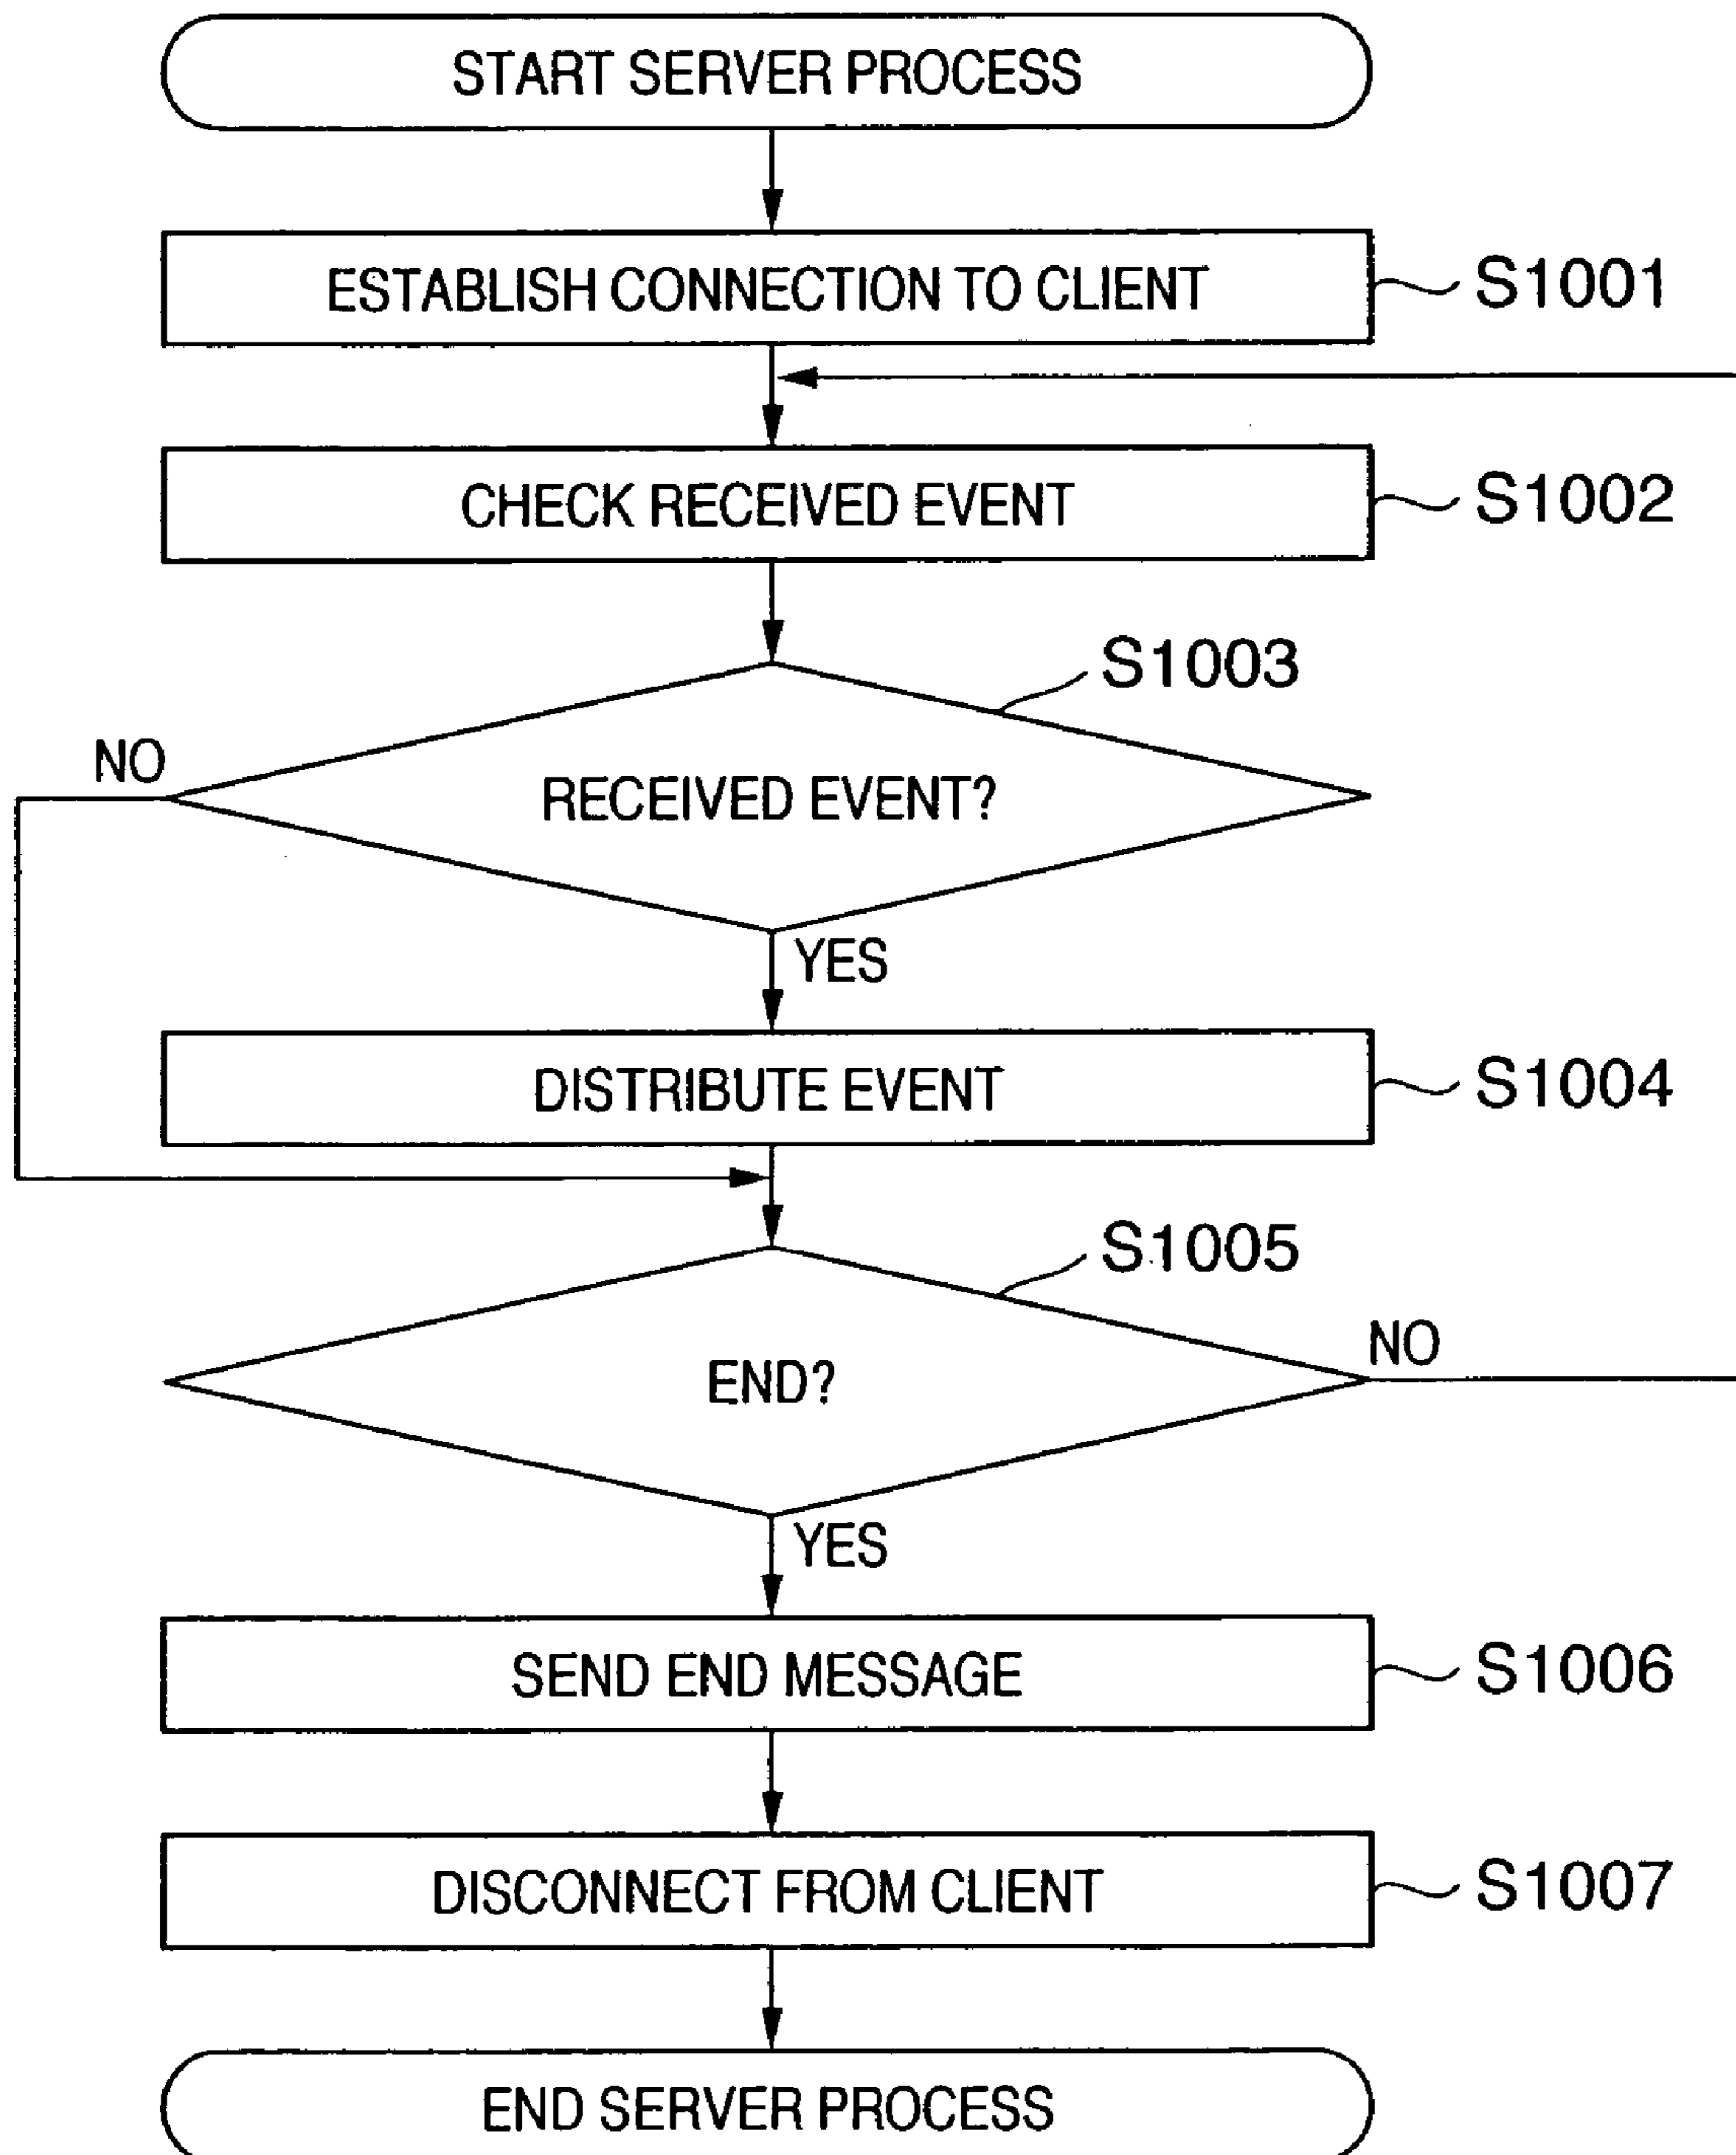 START SERVER PROCESS
ESTABLISH CONNECTION TO CLIENT
S1001
CHECK RECEIVED EVENT
S1002
S1003
NO
RECEIVED EVENT?
YES
DISTRIBUTE EVENT
S1004
S1005
NO
END?
YES
SEND END MESSAGE
S1006
DISCONNECT FROM CLIENT
S1007
END SERVER PROCESS